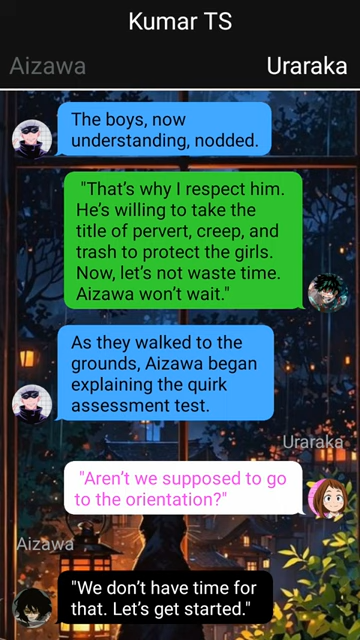 Kumar TS
Aizawa
Uraraka
The boys, now
understanding, nodded.
"That's why I respect him.
He's willing to take the
title of pervert, creep, and
trash to protect the girls.
Now, let's not waste time.
Aizawa won't wait."
As they walked to the
grounds, Aizawa began
explaining the quirk
assessment test.
Uraraka
"Aren't we supposed to go
to the orientation?"
Aizawa
"We don't have time for
that. Let's get started."